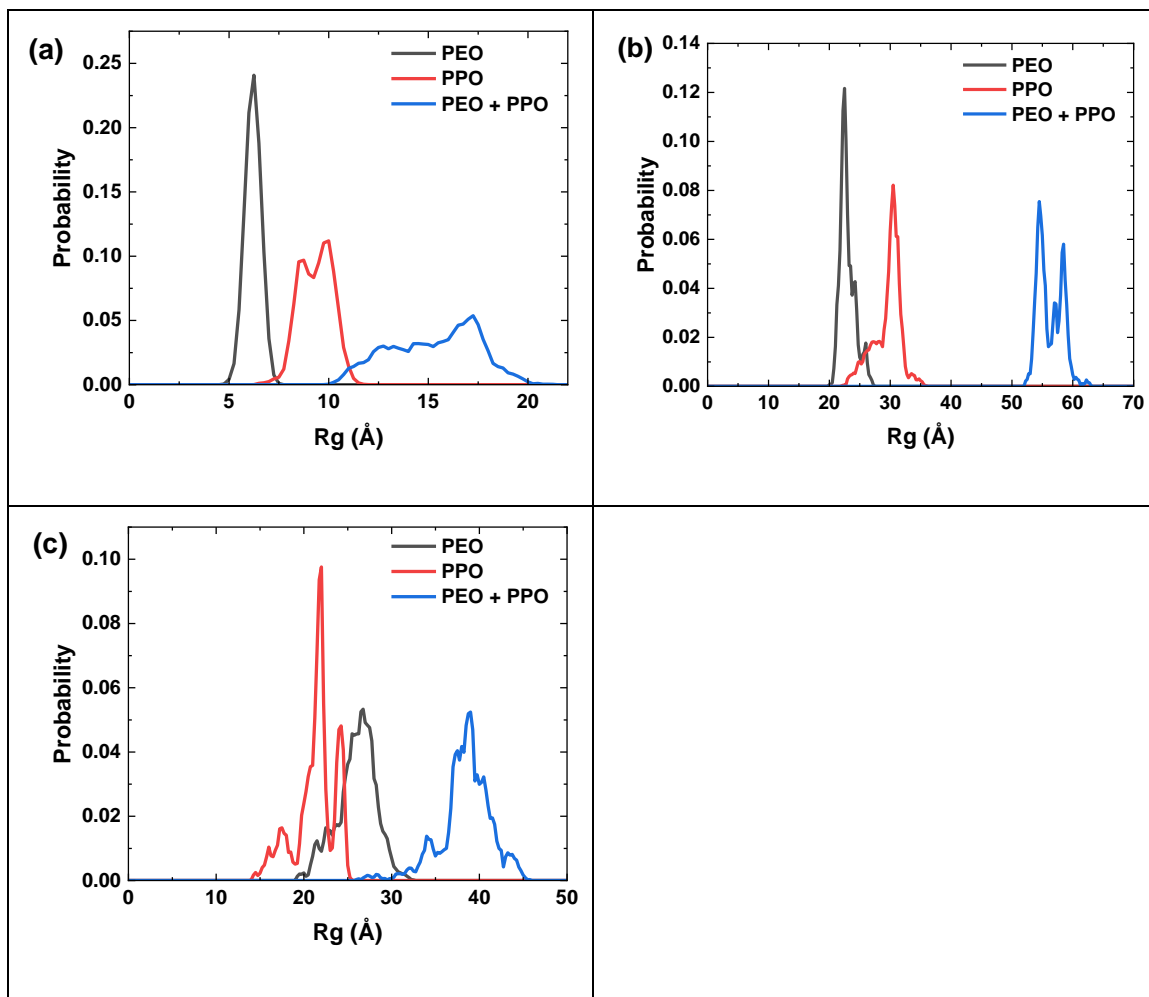 (a)
PEO
PPO
PEO + PPO
0.25
0.20
0.15
0.10
0.05
0.00
Probability
0 5 10 15 20
Rg (Å)
(b)
PEO
PPO
PEO + PPO
0.14
0.12
0.10
0.08
0.06
0.04
0.02
0.00
Probability
0 10 20 30 40 50 60 70
Rg (Å)
(c)
PEO
PPO
PEO + PPO
0.10
0.08
0.06
0.04
0.02
0.00
Probability
0 10 20 30 40 50
Rg (Å)